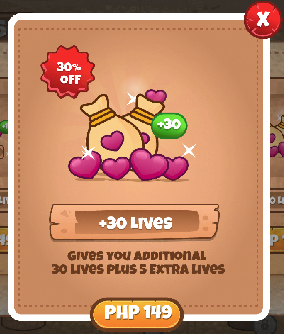 X
30%
OFF
+30
+30 LIVES
GIVES YOU ADDITIONAL
30 LIVES PLUS 5 EXTRA LIVES
PHP 149